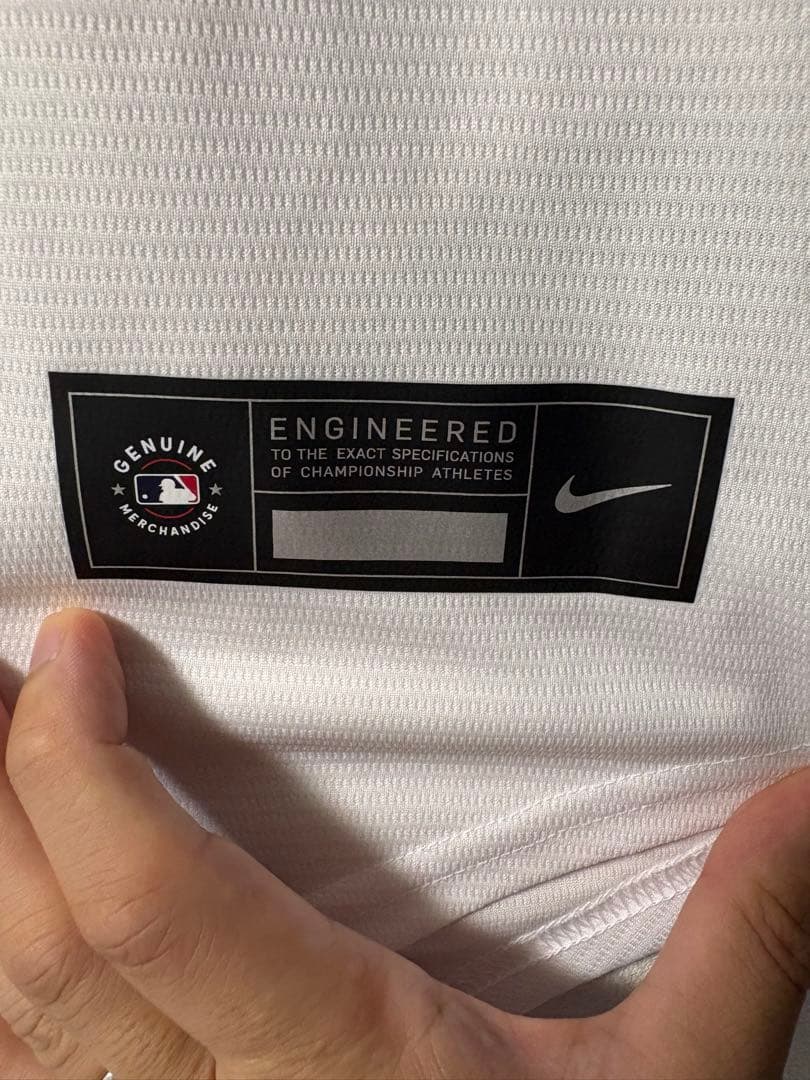 GENUINE
MERCHANDISE
ENGINEERED
TO THE EXACT SPECIFICATIONS
OF CHAMPIONSHIP ATHLETES